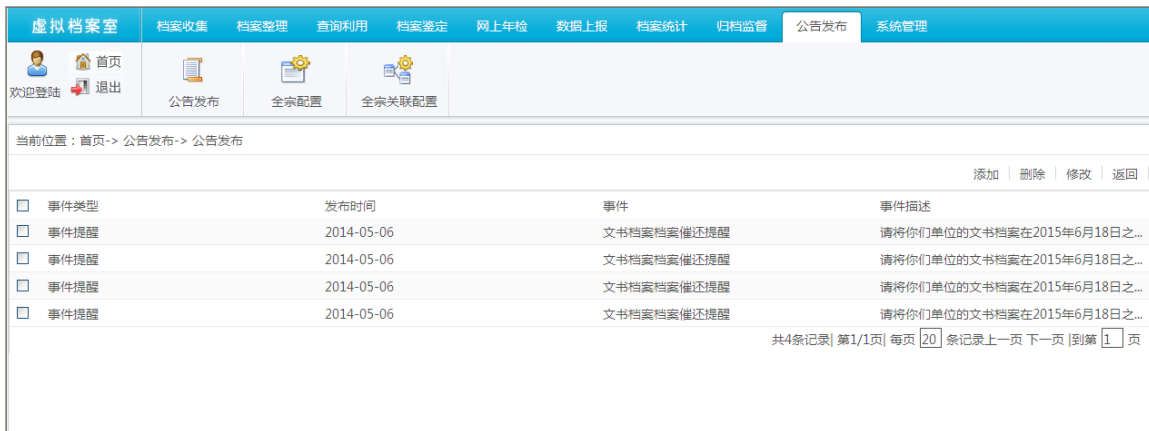 虚拟档案室 档案收集 档案整理 查询利用 档案鉴定 网上年检 数据上报 档案统计 归档监督 公告发布 系统管理
首页
欢迎登陆 退出
公告发布 全宗配置 全宗关联配置
当前位置：首页-> 公告发布-> 公告发布
添加 | 删除 | 修改 | 返回
事件类型 发布时间 事件 事件描述
事件提醒 2014-05-06 文书档案档案催还提醒 请将你们单位的文书档案在2015年6月18日之...
事件提醒 2014-05-06 文书档案档案催还提醒 请将你们单位的文书档案在2015年6月18日之...
事件提醒 2014-05-06 文书档案档案催还提醒 请将你们单位的文书档案在2015年6月18日之...
事件提醒 2014-05-06 文书档案档案催还提醒 请将你们单位的文书档案在2015年6月18日之...
共4条记录| 第1/1页| 每页 20 条记录上一页 下一页 |到第 1 页